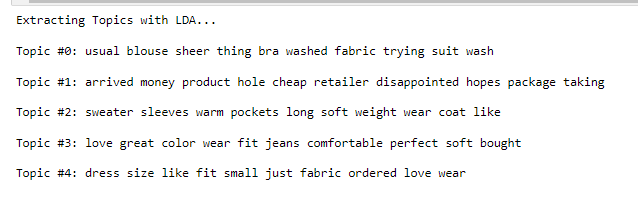 Extracting Topics with LDA...
Topic #0: usual blouse sheer thing bra washed fabric trying suit wash
Topic #1: arrived money product hole cheap retailer disappointed hopes package taking
Topic #2: sweater sleeves warm pockets long soft weight wear coat like
Topic #3: love great color wear fit jeans comfortable perfect soft bought
Topic #4: dress size like fit small just fabric ordered love wear